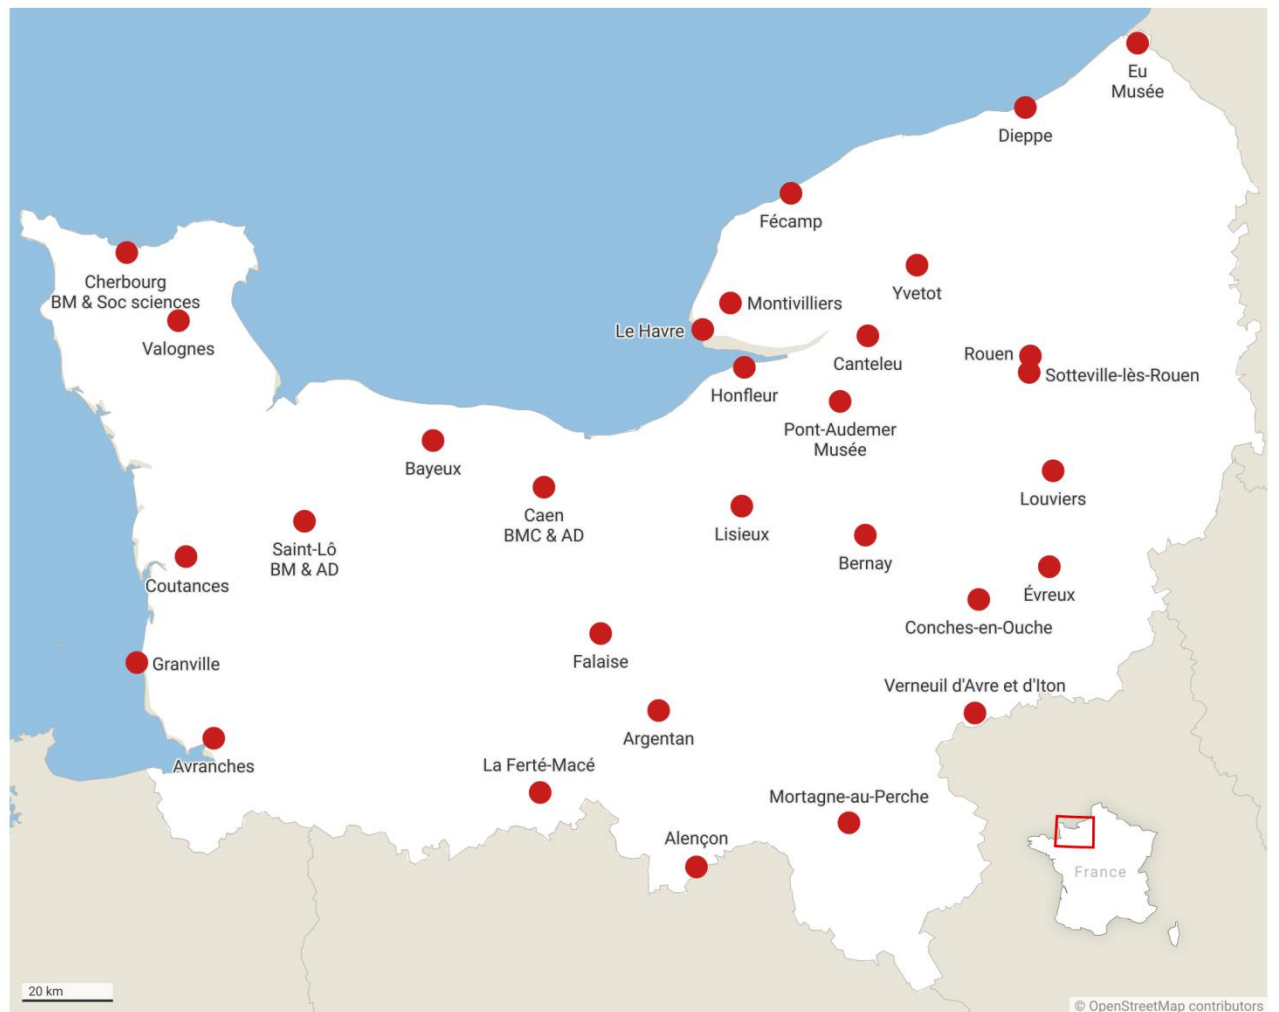 Eu
Musée
Dieppe
Fécamp
Cherbourg
BM & Soc sciences
Valognes
Yvetot
Montivilliers
Le Havre
Canteleu
Rouen
Sotteville-lès-Rouen
Honfleur
Pont-Audemer
Musée
Bayeux
Caen
BMC & AD
Louviers
Lisieux
Saint-Lô
BM & AD
Bernay
Coutances
Évreux
Conches-en-Ouche
Falaise
Granville
Verneuil d'Avre et d'Iton
Argentan
Avranches
La Ferté-Macé
Mortagne-au-Perche
Alençon
France
20 km
© OpenStreetMap contributors